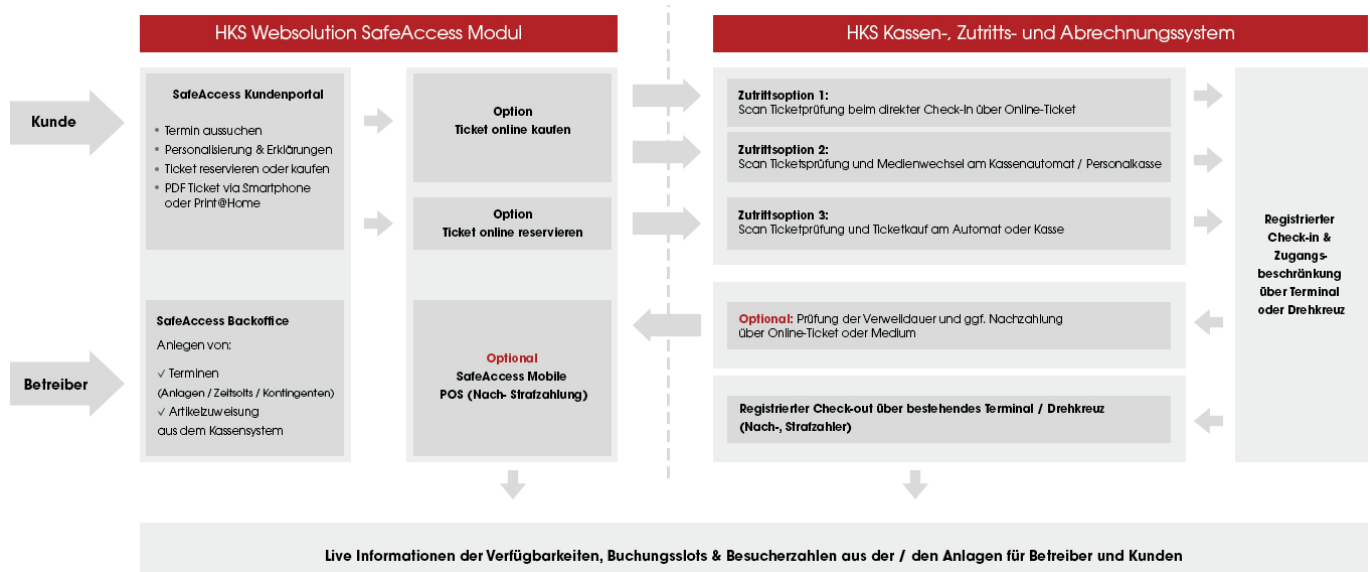 HKS Websolution SafeAccess Modul
HKS Kassen-, Zutritts- und Abrechnungssystem
Kunde
SafeAccess Kundenportal
• Termin aussuchen
• Personalisierung & Erklärungen
• Ticket reservieren oder kaufen
• PDF Ticket via Smartphone
oder Print@Home
Option
Ticket online kaufen
Option
Ticket online reservieren
Zutrittsoption 1:
Scan Ticketprüfung beim direkter Check-In über Online-Ticket
Zutrittsoption 2:
Scan Ticketsprüfung und Medienwechsel am Kassenautomat / Personalkasse
Zutrittsoption 3:
Scan Ticketprüfung und Ticketkauf am Automat oder Kasse
Registrierter
Check-in &
Zugangs-
beschränkung
über Terminal
oder Drehkreuz
Betreiber
SafeAccess Backoffice
Anlegen von:
✓ Terminen
(Anlagen / Zeitsolts / Kontingenten)
✓ Artikelzuweisung
aus dem Kassensystem
Optional
SafeAccess Mobile
POS (Nach- Strafzahlung)
Optional: Prüfung der Verweildauer und ggf. Nachzahlung
über Online-Ticket oder Medium
Registrierter Check-out über bestehendes Terminal / Drehkreuz
(Nach-, Strafzahler)
Live Informationen der Verfügbarkeiten, Buchungsslots & Besucherzahlen aus der / den Anlagen für Betreiber und Kunden